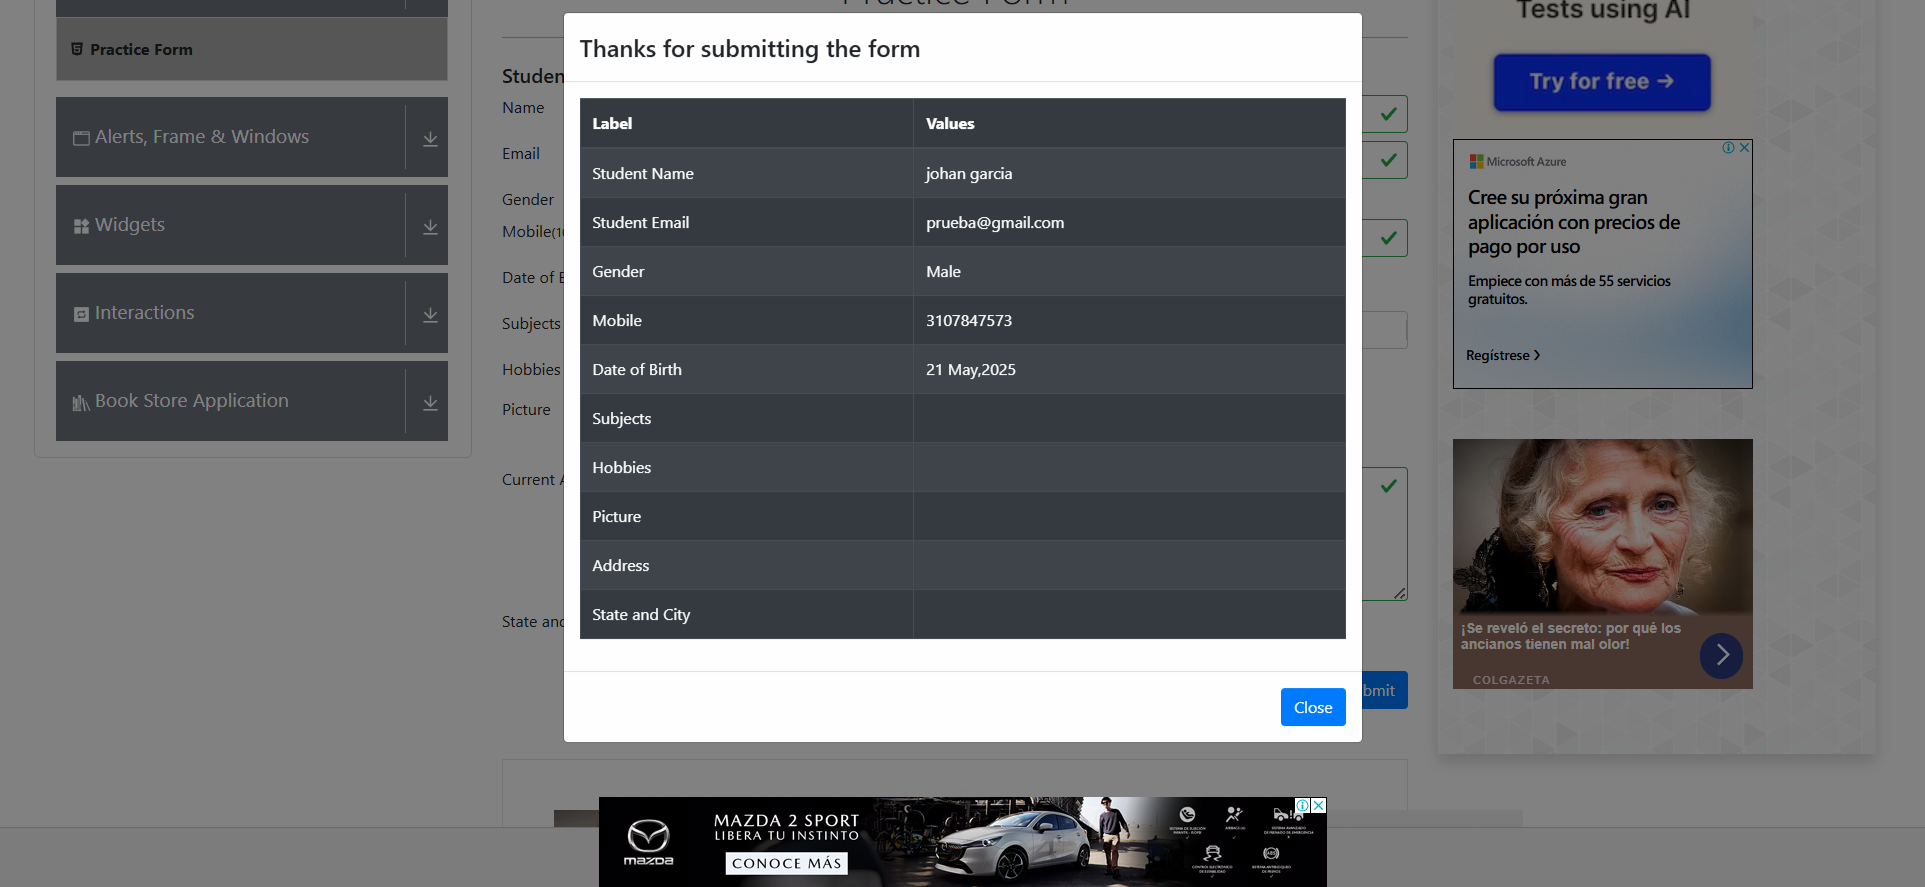 Practice Form
Practice Form
Alerts, Frame & Windows
Widgets
Interactions
Book Store Application
Studen
Name
Email
Gender
Mobile(10
Date of B
Subjects
Hobbies
Picture
Current A
State and
bmit
Thanks for submitting the form
Label Values
Student Name johan garcia
Student Email prueba@gmail.com
Gender Male
Mobile 3107847573
Date of Birth 21 May,2025
Subjects
Hobbies
Picture
Address
State and City
Close
Tests using AI
Try for free →
Microsoft Azure
Cree su próxima gran
aplicación con precios de
pago por uso
Empiece con más de 55 servicios
gratuitos.
Regístrese
¡Se reveló el secreto: por qué los
ancianos tienen mal olor!
COLGAZETA
mazda
MAZDA 2 SPORT
LIBERA TU INSTINTO
CONOCE MÁS